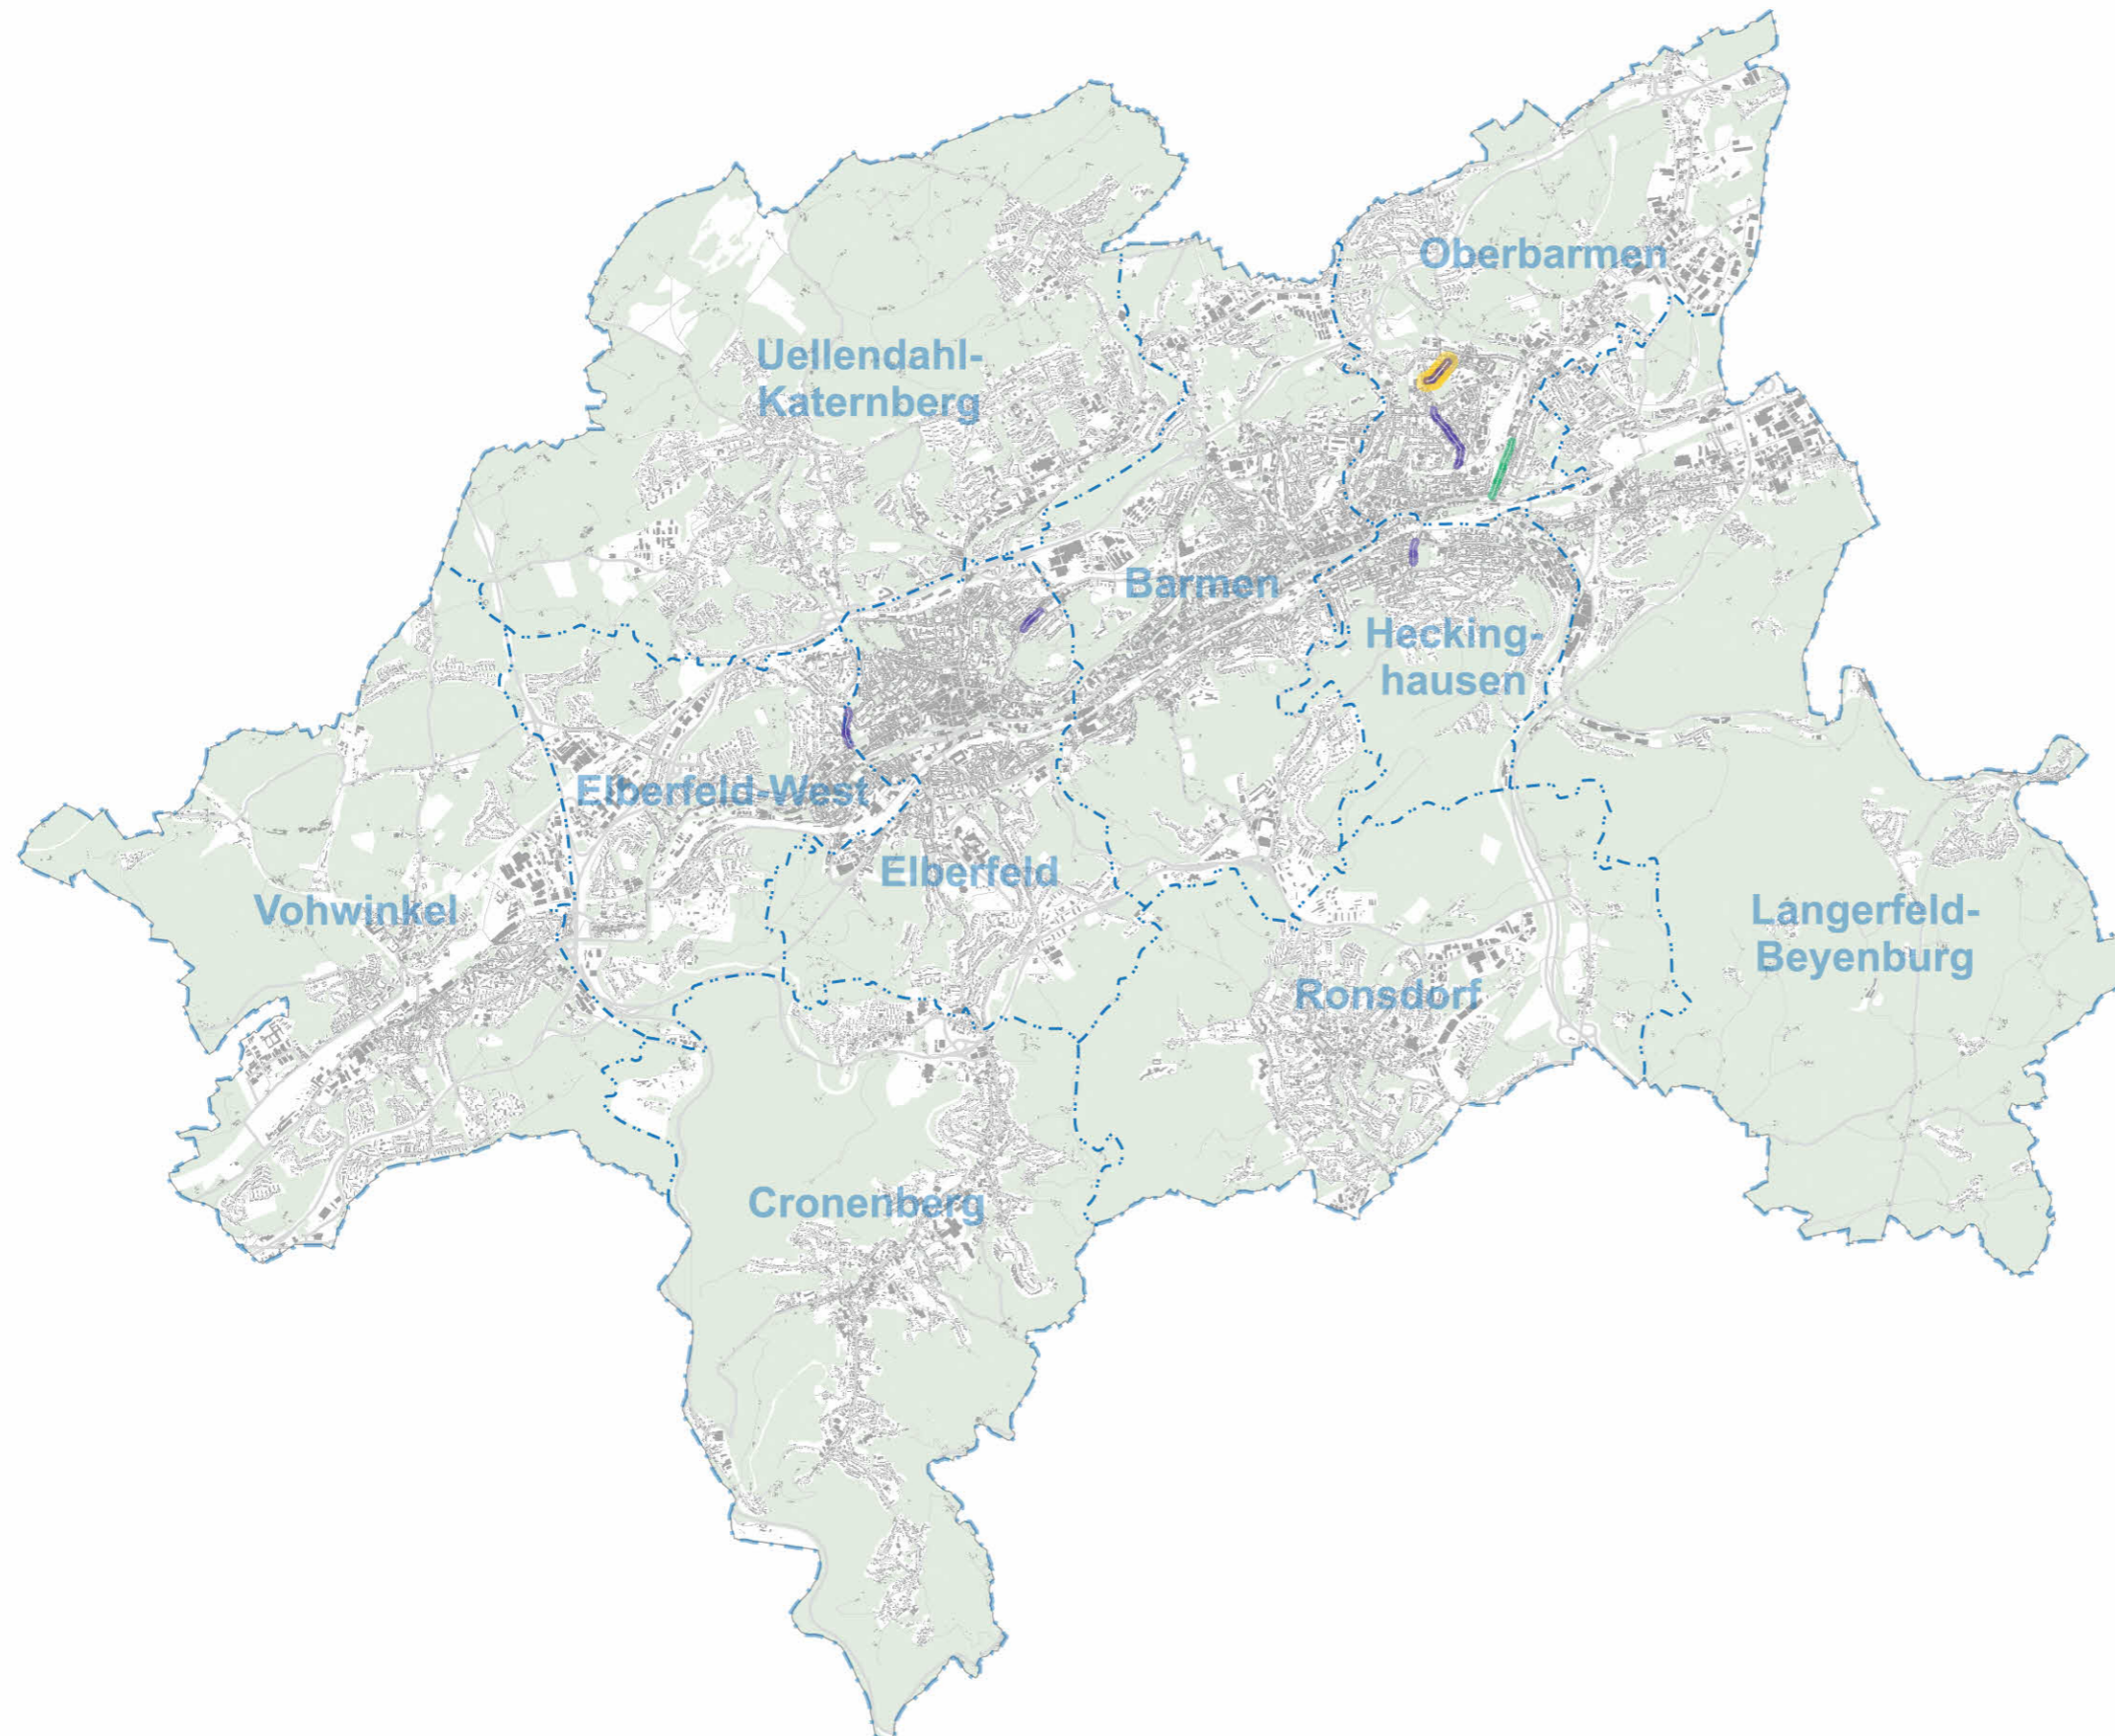 Oberbarmen
Uellendahl-
Katernberg
Barmen
Hecking-
hausen
Elberfeld-West
Elberfeld
Vohwinkel
Langerfeld-
Beyenburg
Ronsdorf
Cronenberg